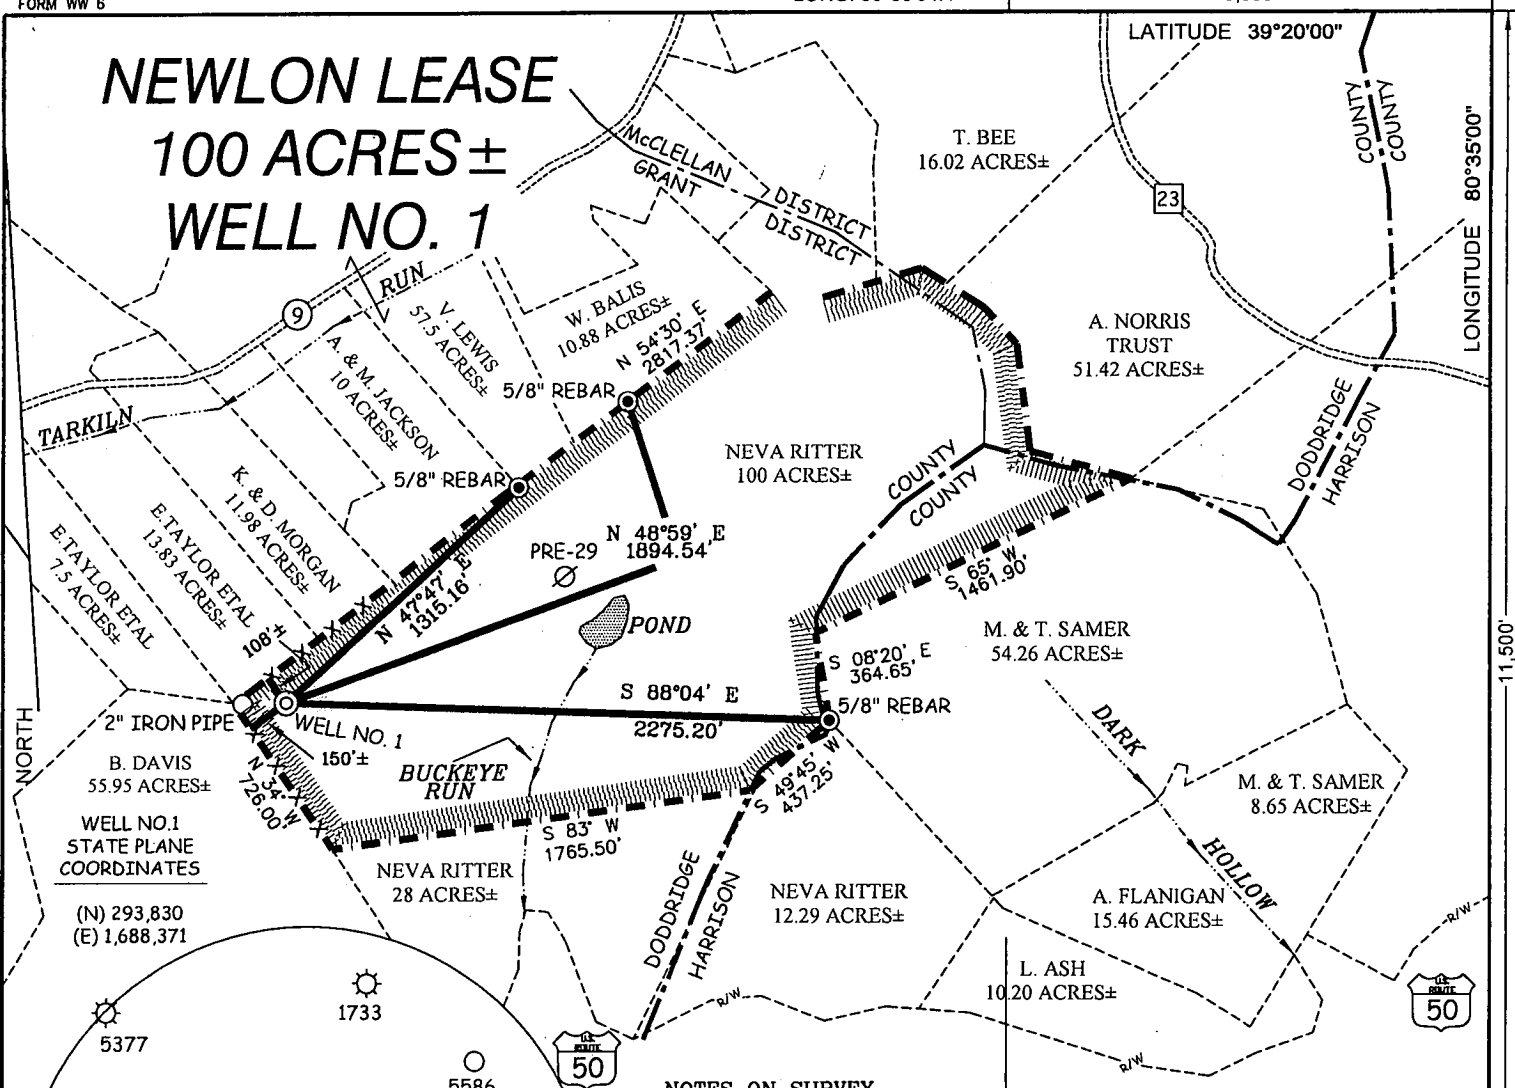 FORM WW 6
LATITUDE 39°20'00"
NEWLON LEASE
100 ACRES±
WELL NO. 1
McCLELLAN
GRANT
DISTRICT
DISTRICT
T. BEE
16.02 ACRES±
23
COUNTY
COUNTY
LONGITUDE 80°35'00"
9
RUN
TARKILN
V. LEWIS
57.5 ACRES±
W. BALIS
10.88 ACRES±
N 54°30' E
2817.37'
A. NORRIS
TRUST
51.42 ACRES±
A. & M. JACKSON
10 ACRES±
5/8" REBAR
5/8" REBAR
NEVA RITTER
100 ACRES±
COUNTY
COUNTY
DODDRIDGE
HARRISON
K. & D. MORGAN
11.98 ACRES±
E.TAYLOR ETAL
13.83 ACRES±
E.TAYLOR ETAL
7.5 ACRES±
N 48°59' E
1894.54'
PRE-29
N 47°47' E
1315.16'
S 65° W
1461.90'
108'±
POND
M. & T. SAMER
54.26 ACRES±
S 08°20' E
364.65'
S 88°04' E
2275.20'
5/8" REBAR
11,500'
NORTH
2" IRON PIPE
WELL NO. 1
150'±
B. DAVIS
55.95 ACRES±
N 34° W
726.00'
BUCKEYE
RUN
S 49°45' W
437.25'
DARK
HOLLOW
M. & T. SAMER
8.65 ACRES±
WELL NO.1
STATE PLANE
COORDINATES
(N) 293,830
(E) 1,688,371
S 83° W
1765.50'
NEVA RITTER
28 ACRES±
DODDRIDGE
HARRISON
NEVA RITTER
12.29 ACRES±
A. FLANIGAN
15.46 ACRES±
R/W
L. ASH
10.20 ACRES±
R/W
R/W
U.S.
ROUTE
50
1733
5377
5586
U.S.
ROUTE
50
NOTES ON SURVEY